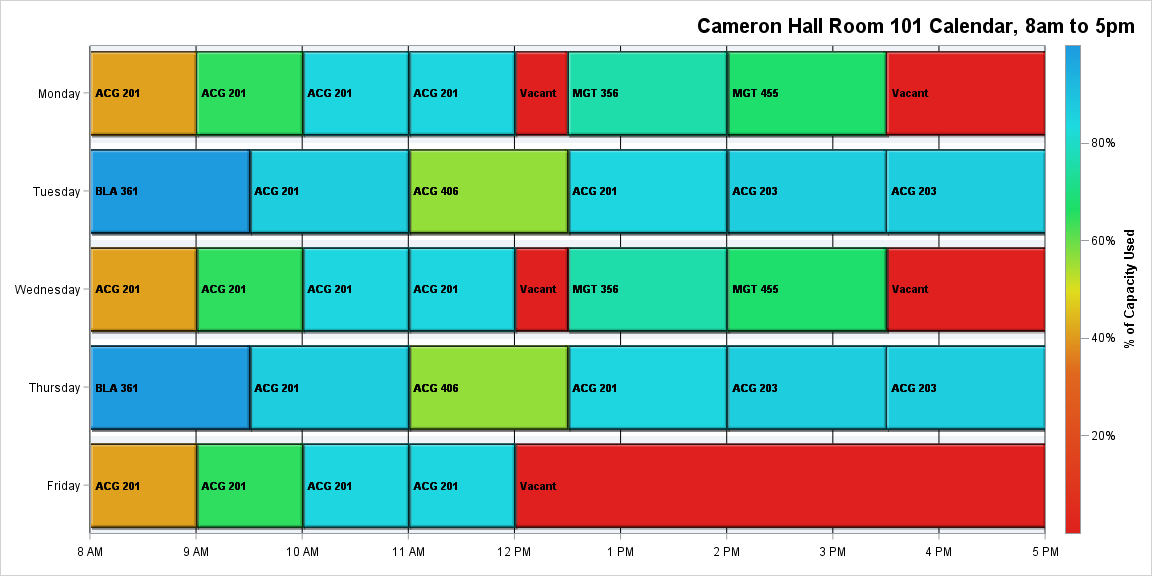 Cameron Hall Room 101 Calendar, 8am to 5pm
Monday
ACG 201
ACG 201
ACG 201
ACG 201
Vacant
MGT 356
MGT 455
Vacant
Tuesday
BLA 361
ACG 201
ACG 406
ACG 201
ACG 203
ACG 203
Wednesday
ACG 201
ACG 201
ACG 201
ACG 201
Vacant
MGT 356
MGT 455
Vacant
Thursday
BLA 361
ACG 201
ACG 406
ACG 201
ACG 203
ACG 203
Friday
ACG 201
ACG 201
ACG 201
ACG 201
Vacant
8 AM
9 AM
10 AM
11 AM
12 PM
1 PM
2 PM
3 PM
4 PM
5 PM
80%
60%
40%
20%
% of Capacity Used